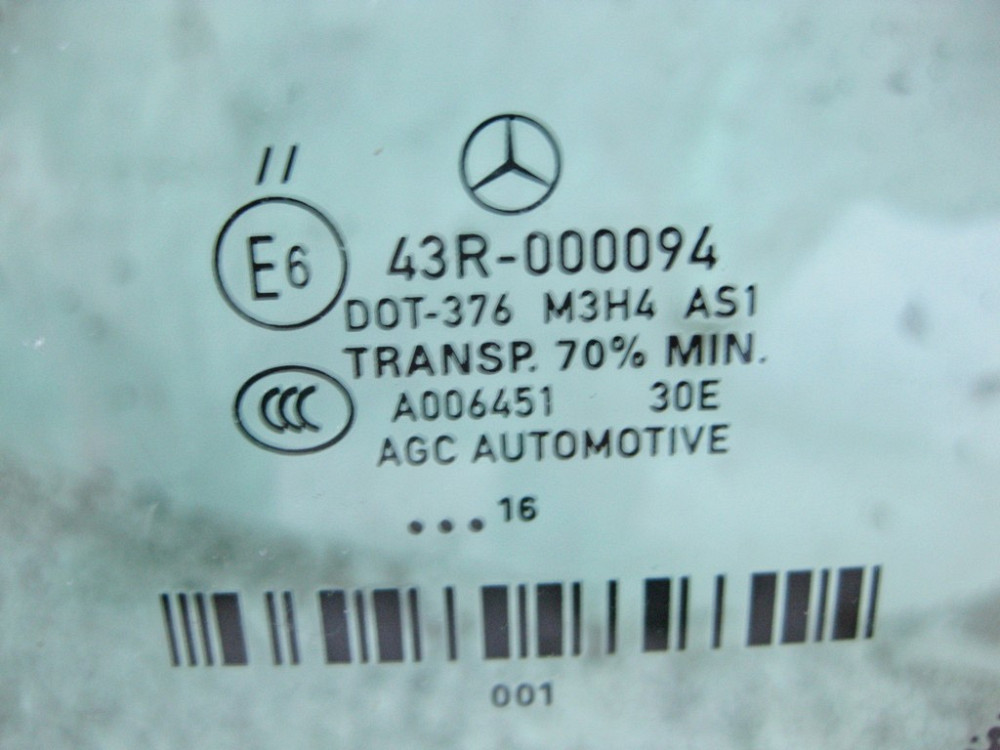 //
E6 43R-000094
DOT-376 M3H4 AS1
TRANSP. 70% MIN.
CCC A006451 30E
AGC AUTOMOTIVE
...16
001